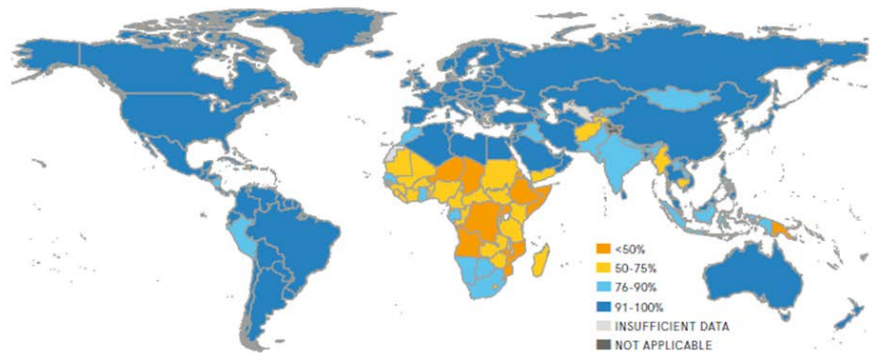 <50%
50-75%
76-90%
91-100%
INSUFFICIENT DATA
NOT APPLICABLE